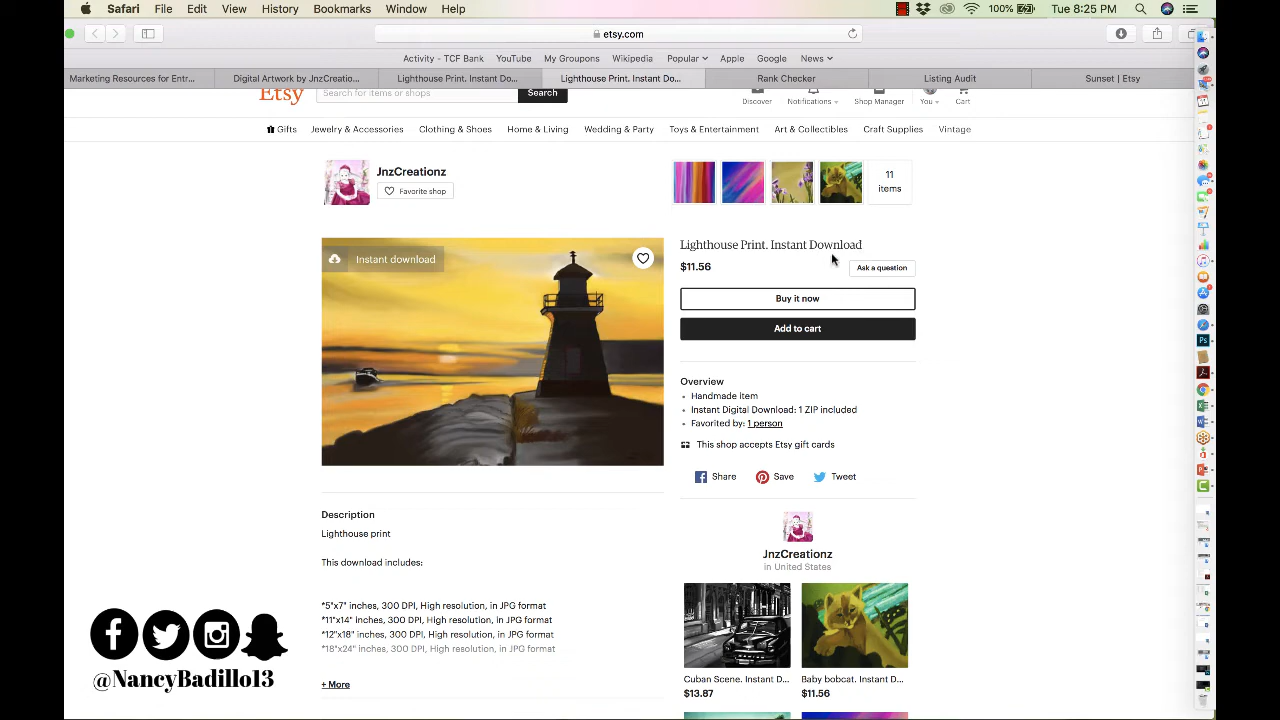 Safari File Edit View History Bookmarks Window Help
100% Tue 8:25 PM
etsy.com
Activity - TCF Bank YouTube My Groupons Wikipedia Popular Apple Google News
Marketing Resources for Entr... Digital Artwork by JnzCreationz... Lighthouse Print. Instant Do... Lighthouse Print. Instant Do... Rank Checker Audit Sunset | Etsy
Etsy Search for items or shops Search Discover Notifications Shop Manager You Cart
Gifts Jewelry & Accessories Clothing & Shoes Home & Living Wedding & Party Toys & Entertainment Art & Collectibles Craft Supplies Vintage
JnzCreationz
Favorite shop
11
items
Instant download
Lighthouse Print. Instant Download
$11.56
Ask a question
Buy it now
Add to cart
Overview
• Handmade item
• Instant Digital Download: 1 ZIP included
• Favorited by: 1 person
This shop accepts Etsy gift cards
Share Save Tweet
Description
Lighthouse print
This download includes:
inches, 300 DPI, High resolution, in JPG format
inches, 300 DPI, High resolution, in JPG format
inches, 300 DPI, High resolution, in JPG format
*18"x24" inches, 300 DPI, High resolution, in JPG format
+ More
JnzCreationz
in United States
Cuban Scene. Instant D...
$13.87
Baby bobcat. Instant D...
$11.56
@NancyBadillo13